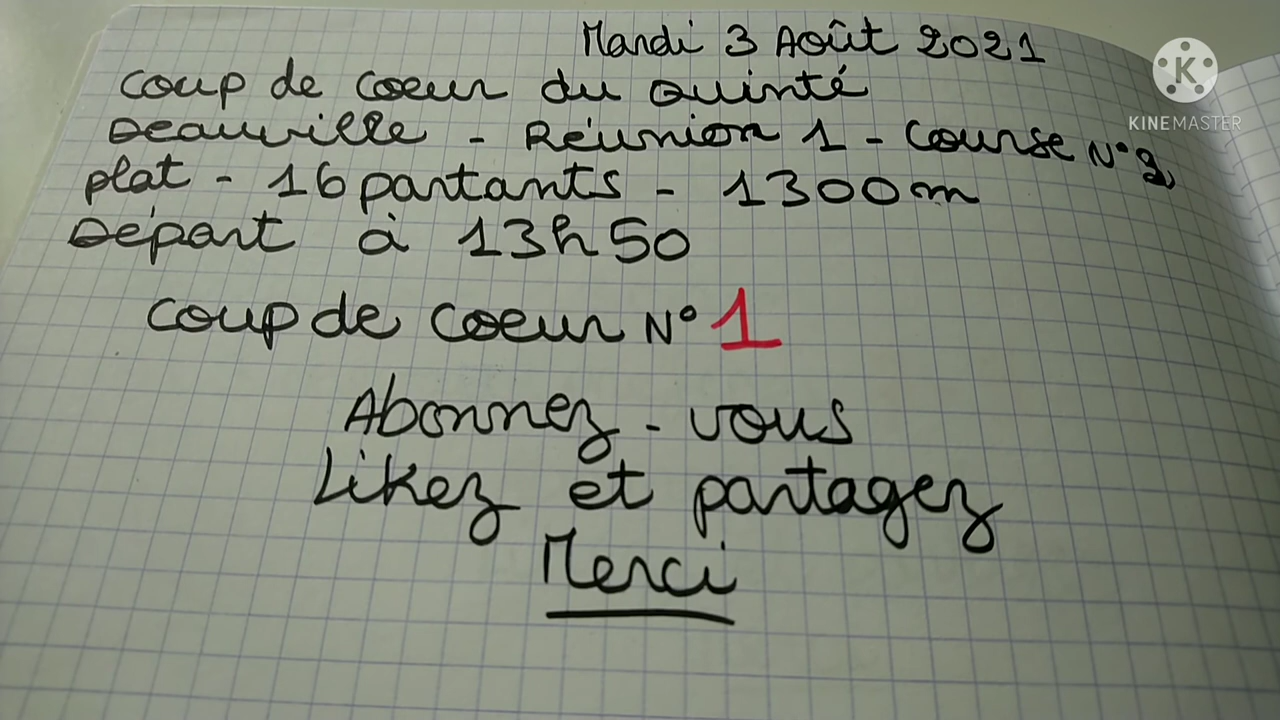 Mardi 3 Août 2021
Coup de coeur du Quinté
Deauville - Réunion 1 - Course N°2
plat - 16 partants - 1300m
Départ à 13h50
Coup de coeur N° 1
Abonnez-vous
Likez et partagez
Merci
K
KINEMASTER